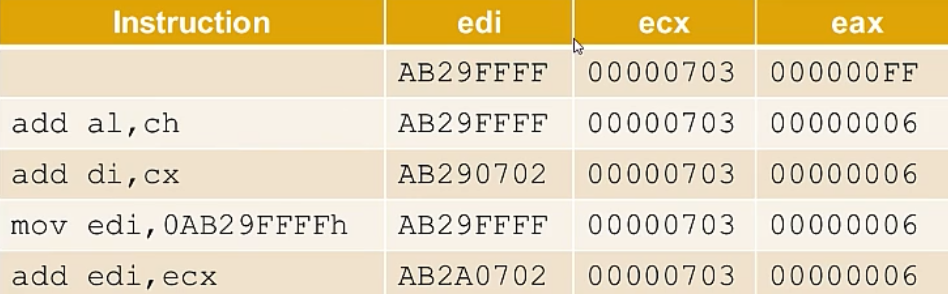 Instruction edi ecx eax
AB29FFFF 00000703 000000FF
add al,ch AB29FFFF 00000703 00000006
add di,cx AB290702 00000703 00000006
mov edi,0AB29FFFFh AB29FFFF 00000703 00000006
add edi,ecx AB2A0702 00000703 00000006